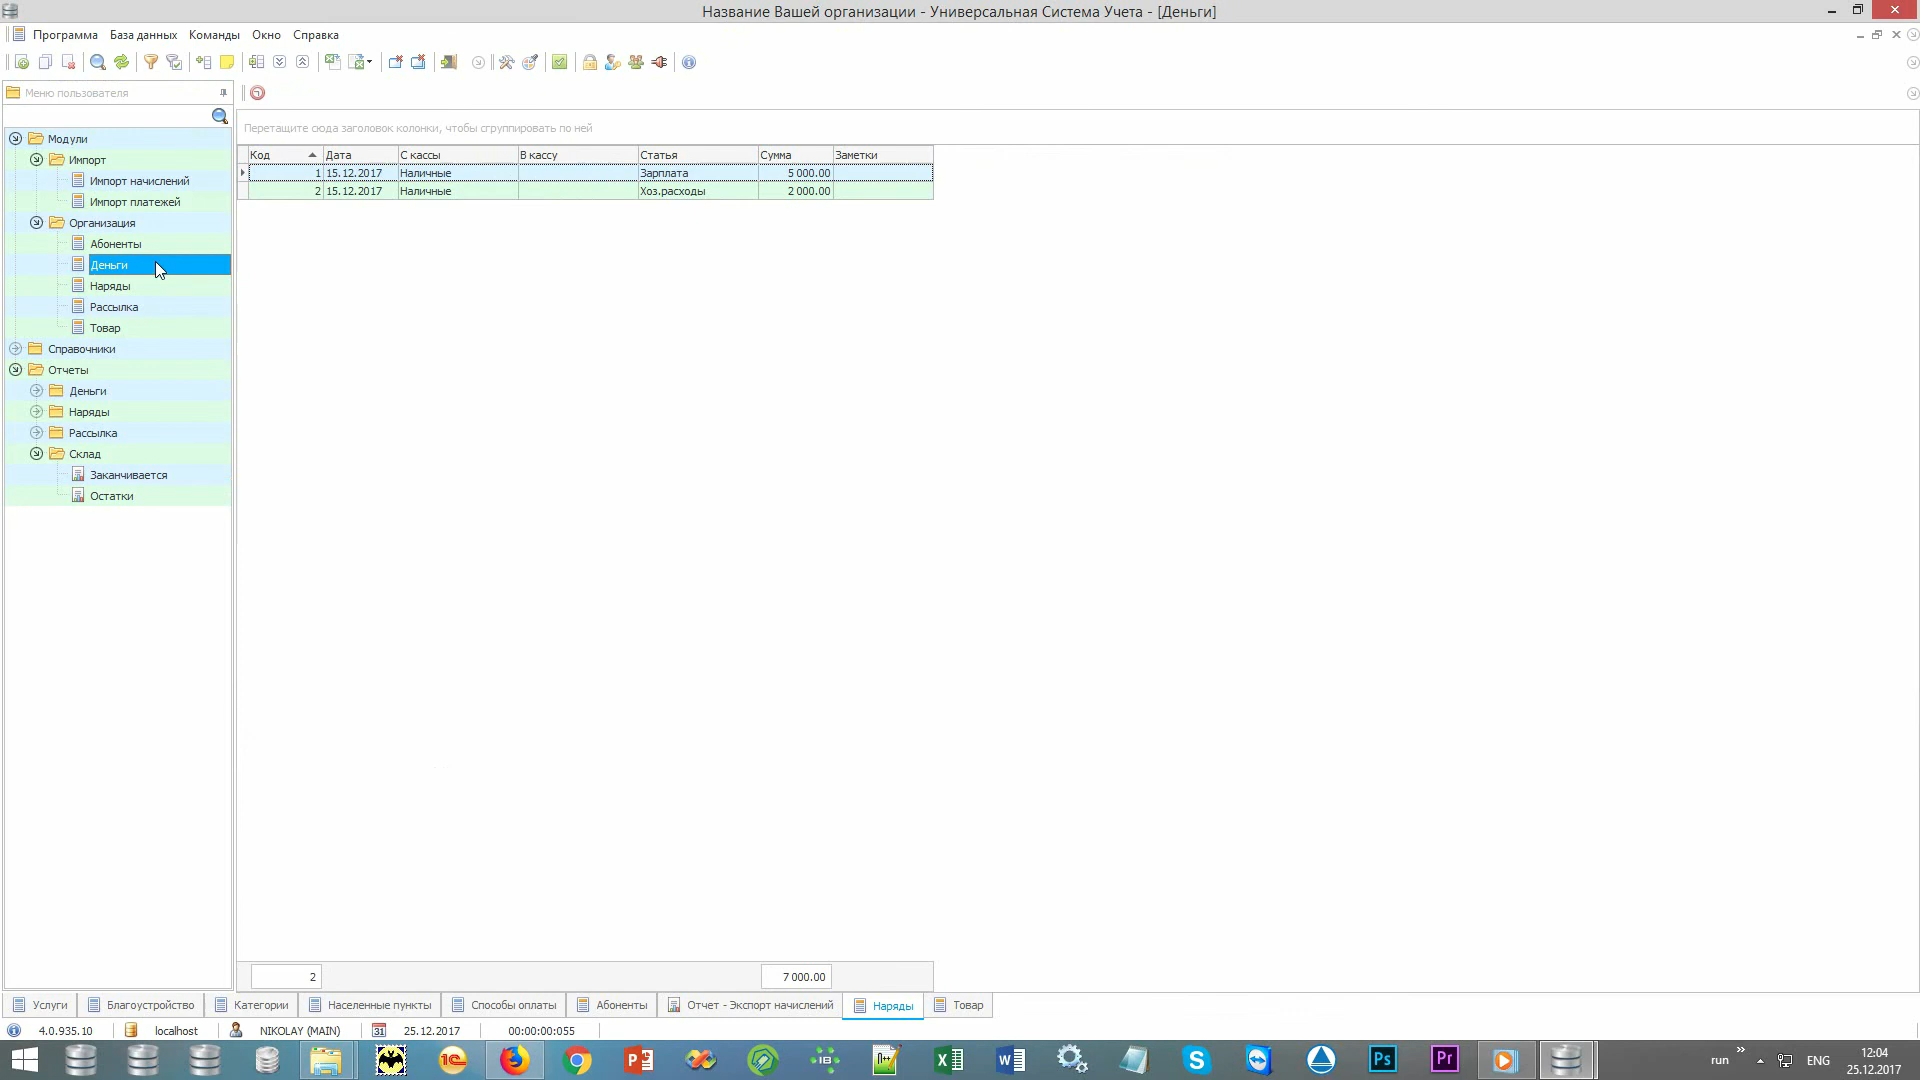 Название Вашей организации - Универсальная Система Учета - [Деньги]
Программа База данных Команды Окно Справка
Меню пользователя
Перетащите сюда заголовок колонки, чтобы сгруппировать по ней
Модули
Импорт
Импорт начислений
Импорт платежей
Организация
Абоненты
Деньги
Наряды
Рассылка
Товар
Справочники
Отчеты
Деньги
Наряды
Рассылка
Склад
Заканчивается
Остатки
Код Дата С кассы В кассу Статья Сумма Заметки
1 15.12.2017 Наличные Зарплата 5 000.00
2 15.12.2017 Наличные Хоз.расходы 2 000.00
2 7 000.00
Услуги Благоустройство Категории Населенные пункты Способы оплаты Абоненты Отчет - Экспорт начислений Наряды Товар
4.0.935.10 localhost NIKOLAY (MAIN) 31 25.12.2017 00:00:00:055
1С P iB n++ X W S Ps Pr run » ENG 12:04
25.12.2017